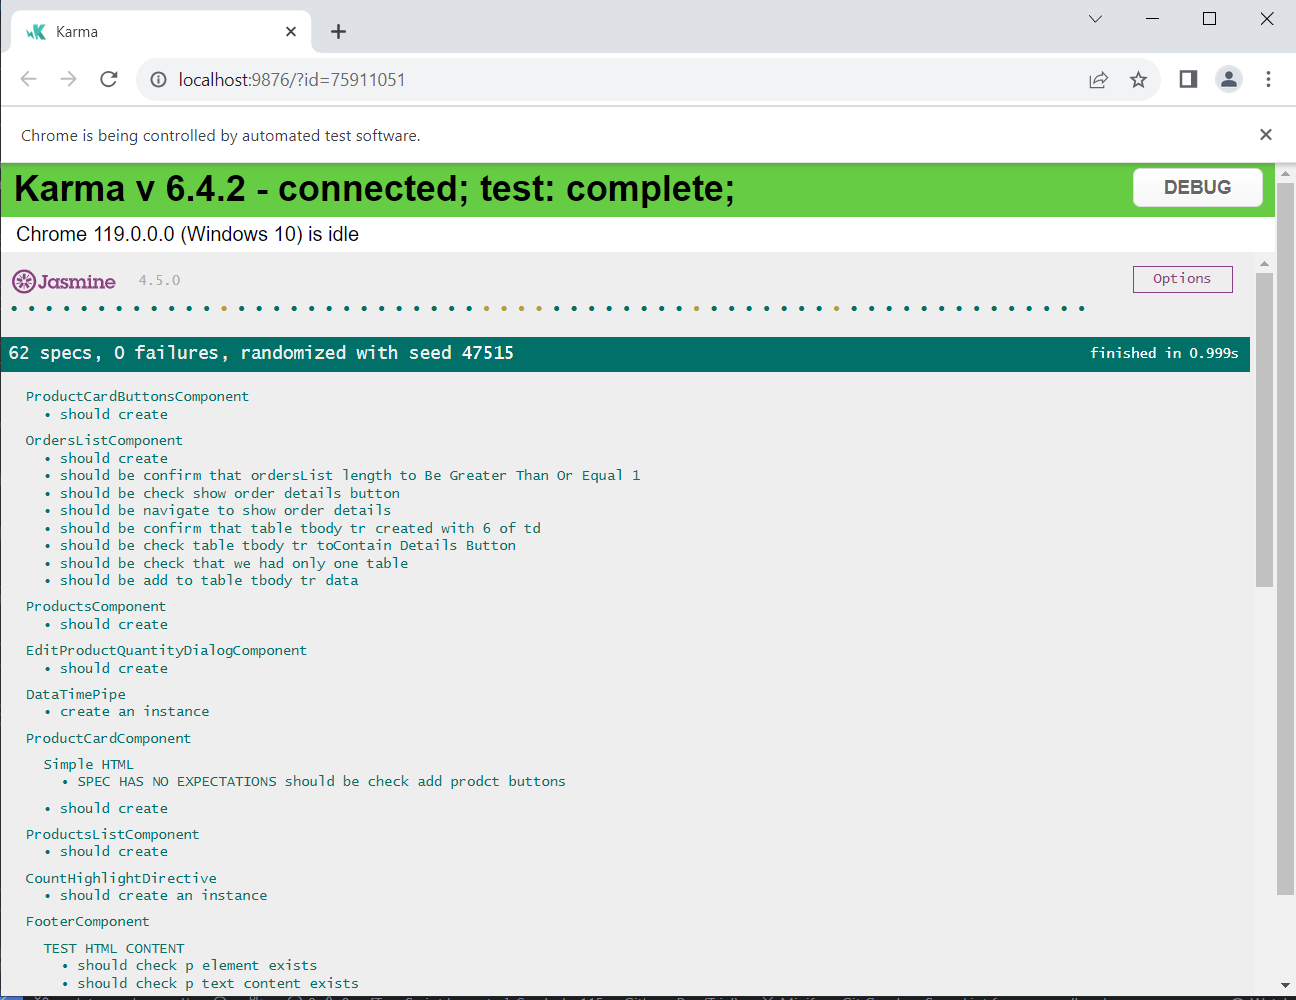 Karma
localhost:9876/?id=75911051
Chrome is being controlled by automated test software.
Karma v 6.4.2 - connected; test: complete;
DEBUG
Chrome 119.0.0.0 (Windows 10) is idle
Jasmine 4.5.0
Options
62 specs, 0 failures, randomized with seed 47515
finished in 0.999s
ProductCardButtonsComponent
• should create
OrdersListComponent
• should create
• should be confirm that ordersList length to Be Greater Than Or Equal 1
• should be check show order details button
• should be navigate to show order details
• should be confirm that table tbody tr created with 6 of td
• should be check table tbody tr toContain Details Button
• should be check that we had only one table
• should be add to table tbody tr data
ProductsComponent
• should create
EditProductQuantityDialogComponent
• should create
DataTimePipe
• create an instance
ProductCardComponent
Simple HTML
• SPEC HAS NO EXPECTATIONS should be check add prodct buttons
• should create
ProductsListComponent
• should create
CountHighlightDirective
• should create an instance
FooterComponent
TEST HTML CONTENT
• should check p element exists
• should check p text content exists